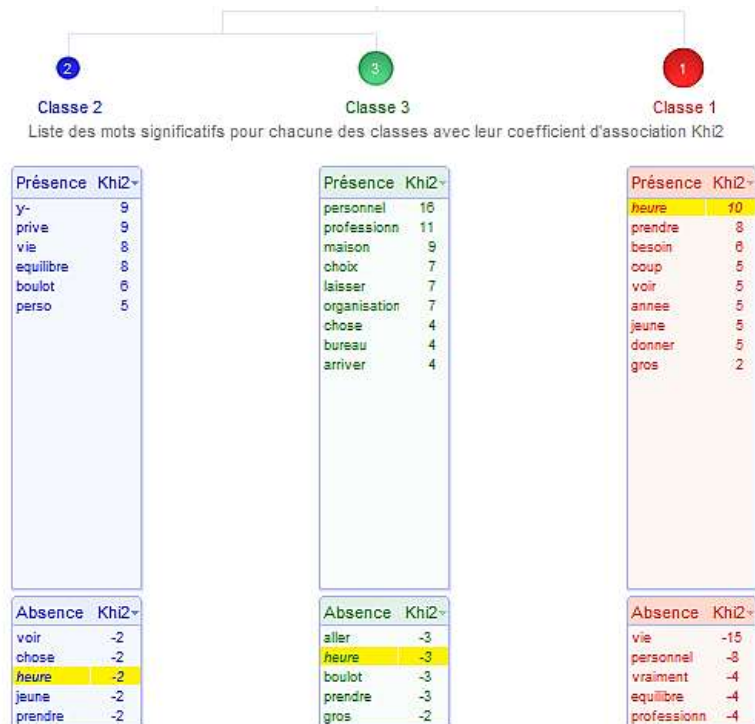 2
3
1
Classe 2
Classe 3
Classe 1
Liste des mots significatifs pour chacune des classes avec leur coefficient d'association Khi2
Présence Khi2
y- 9
prive 9
vie 8
equilibre 8
boulot 6
perso 5
Présence Khi2
personnel 16
professionn 11
maison 9
choix 7
laisser 7
organisation 7
chose 4
bureau 4
arriver 4
Présence Khi2
heure 10
prendre 8
besoin 6
coup 5
voir 5
annee 5
jeune 5
donner 5
gros 2
Absence Khi2
voir -2
chose -2
heure -2
jeune -2
prendre -2
Absence Khi2
aller -3
heure -3
boulot -3
prendre -3
gros -2
Absence Khi2
vie -15
personnel -8
vraiment -4
equilibre -4
professionn -4